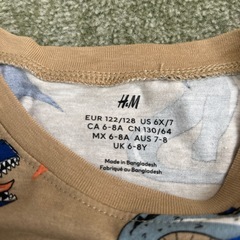 H&M
EUR 122/128 US 6X/7
CA 6-8A CN 130/64
MX 6-8A AUS 7-8
UK 6-8Y
Made in Bangladesh
Fabriqué au Bangladesh